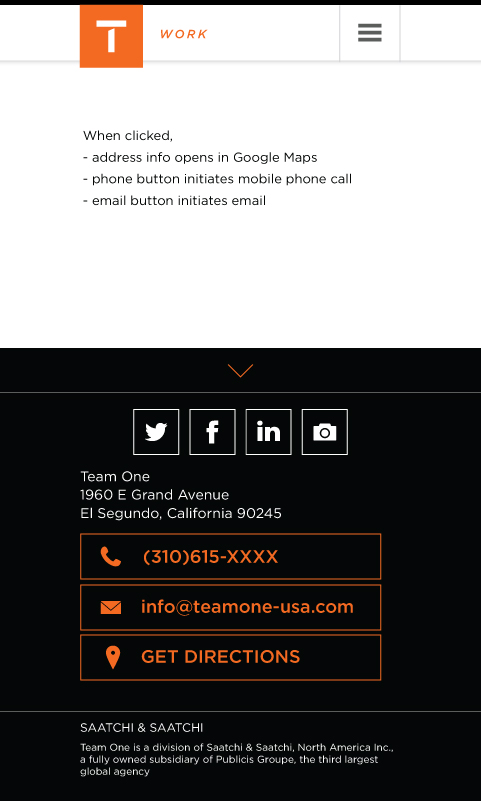 T
WORK
When clicked,
- address info opens in Google Maps
- phone button initiates mobile phone call
- email button initiates email
f
in
Team One
1960 E Grand Avenue
El Segundo, California 90245
(310)615-XXXX
info@teamone-usa.com
GET DIRECTIONS
SAATCHI & SAATCHI
Team One is a division of Saatchi & Saatchi, North America Inc.,
a fully owned subsidiary of Publicis Groupe, the third largest
global agency